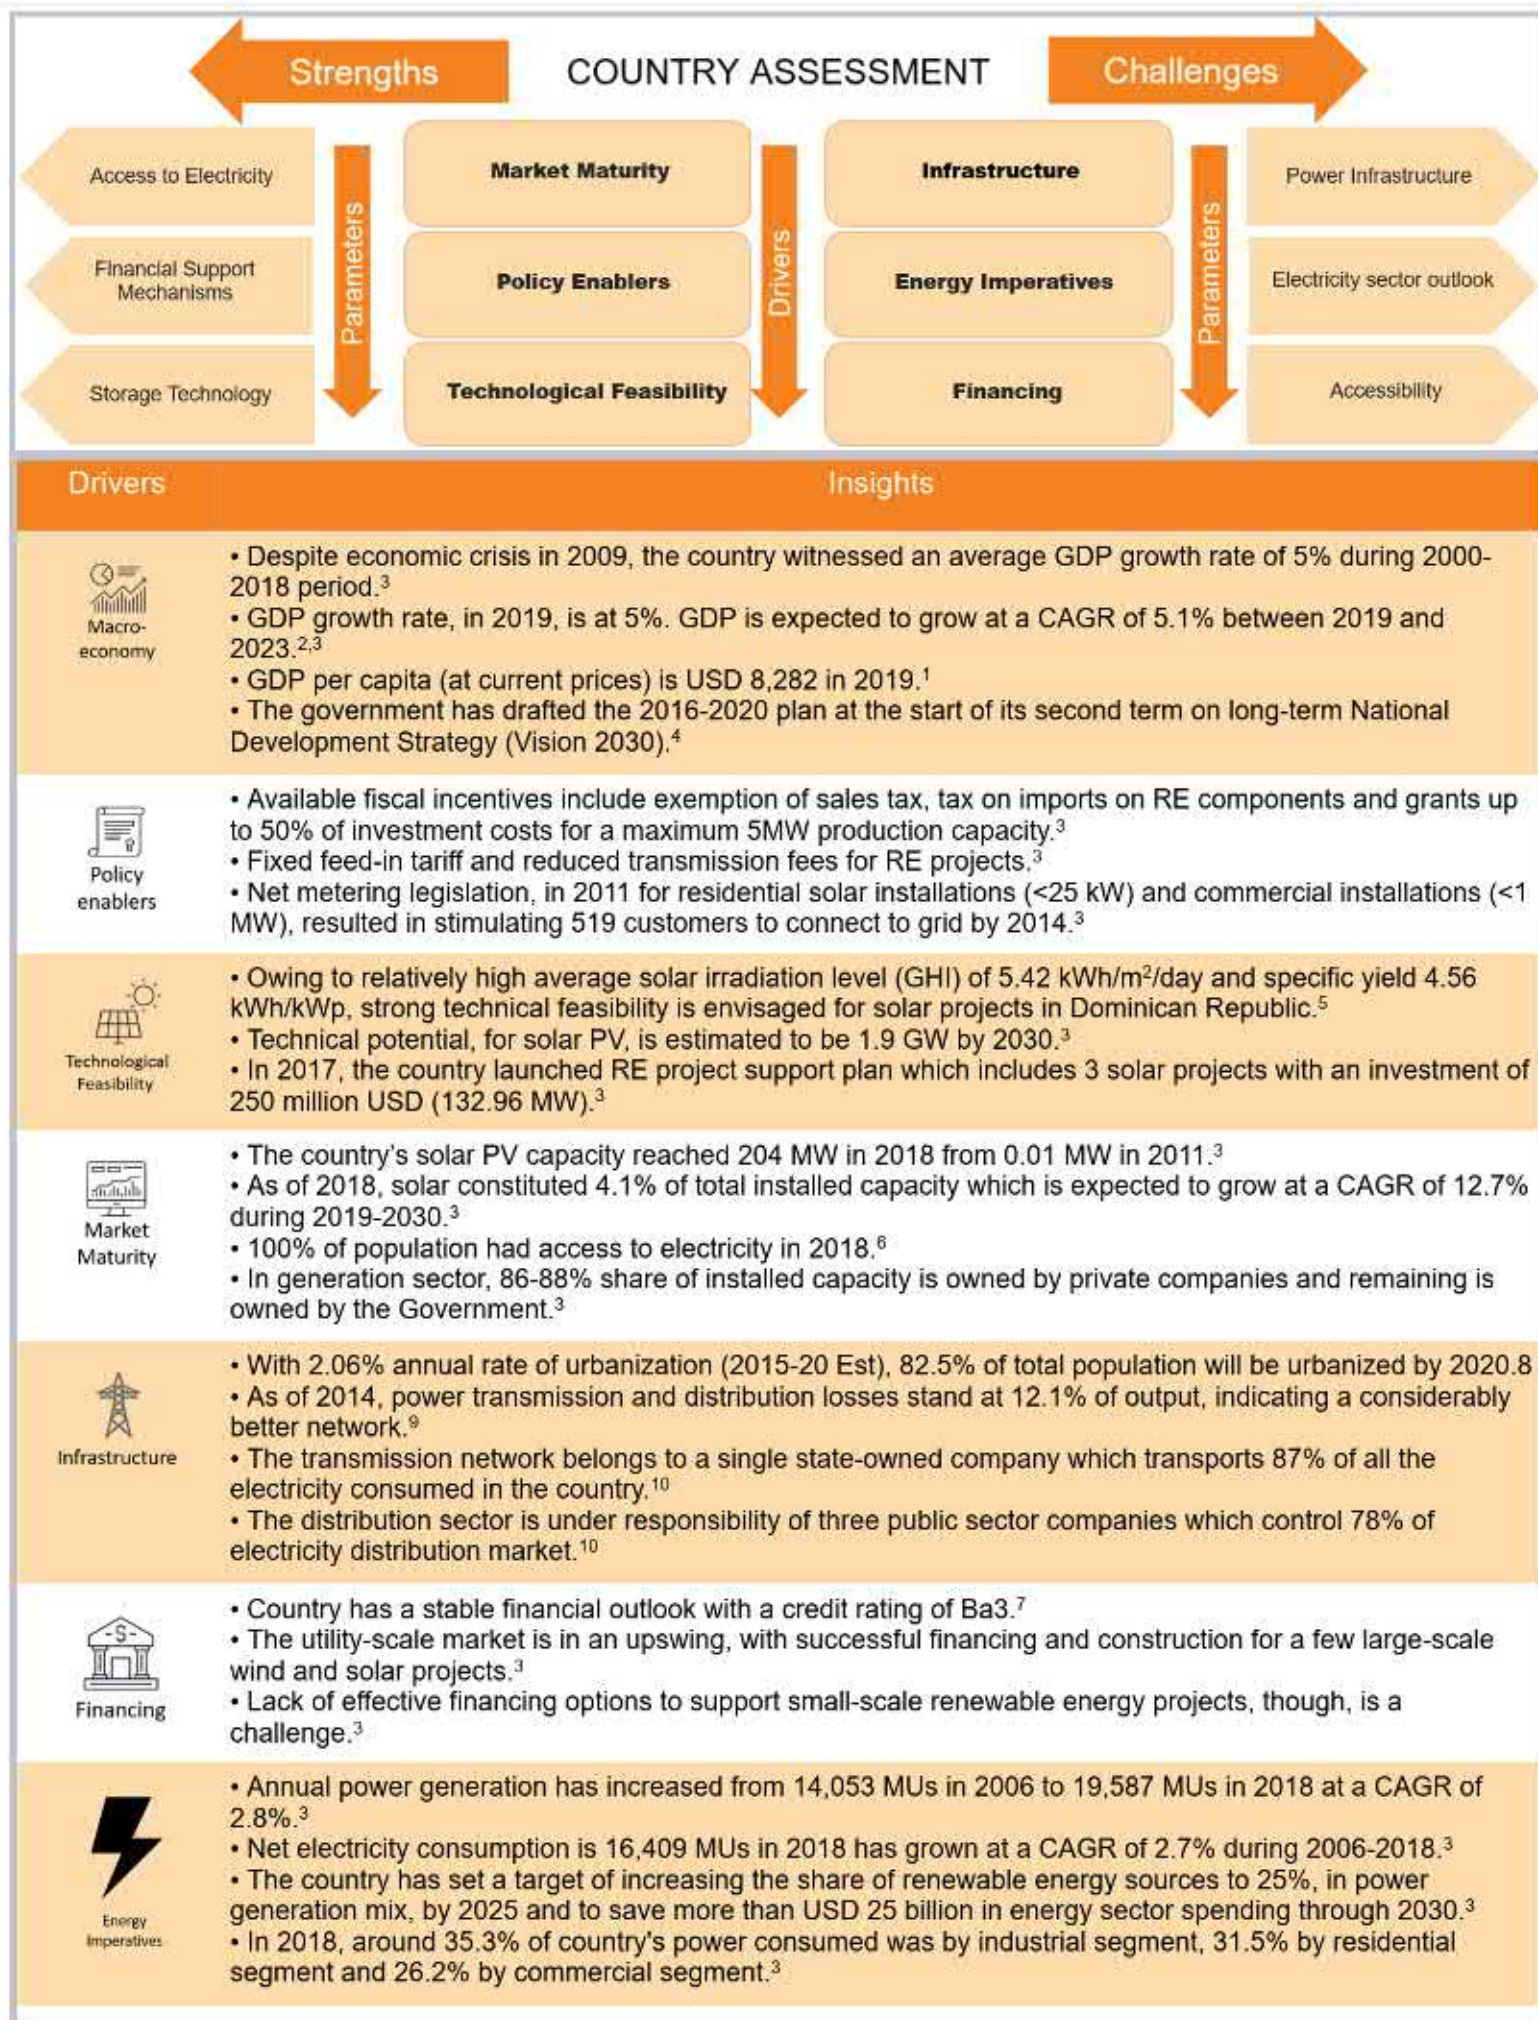 Strengths
COUNTRY ASSESSMENT
Challenges
Access to Electricity
Financial Support
Mechanisms
Storage Technology
Parameters
Market Maturity
Policy Enablers
Technological Feasibility
Drivers
Infrastructure
Energy Imperatives
Financing
Parameters
Power Infrastructure
Electricity sector outlook
Accessibility
Drivers
Insights
Macro-
economy
• Despite economic crisis in 2009, the country witnessed an average GDP growth rate of 5% during 2000-
2018 period.³
• GDP growth rate, in 2019, is at 5%. GDP is expected to grow at a CAGR of 5.1% between 2019 and
2023.²,³
• GDP per capita (at current prices) is USD 8,282 in 2019.¹
• The government has drafted the 2016-2020 plan at the start of its second term on long-term National
Development Strategy (Vision 2030).⁴
Policy
enablers
• Available fiscal incentives include exemption of sales tax, tax on imports on RE components and grants up
to 50% of investment costs for a maximum 5MW production capacity.³
• Fixed feed-in tariff and reduced transmission fees for RE projects.³
• Net metering legislation, in 2011 for residential solar installations (<25 kW) and commercial installations (<1
MW), resulted in stimulating 519 customers to connect to grid by 2014.³
Technological
Feasibility
• Owing to relatively high average solar irradiation level (GHI) of 5.42 kWh/m²/day and specific yield 4.56
kWh/kWp, strong technical feasibility is envisaged for solar projects in Dominican Republic.⁵
• Technical potential, for solar PV, is estimated to be 1.9 GW by 2030.³
• In 2017, the country launched RE project support plan which includes 3 solar projects with an investment of
250 million USD (132.96 MW).³
Market
Maturity
• The country's solar PV capacity reached 204 MW in 2018 from 0.01 MW in 2011.³
• As of 2018, solar constituted 4.1% of total installed capacity which is expected to grow at a CAGR of 12.7%
during 2019-2030.³
• 100% of population had access to electricity in 2018.⁶
• In generation sector, 86-88% share of installed capacity is owned by private companies and remaining is
owned by the Government.³
Infrastructure
• With 2.06% annual rate of urbanization (2015-20 Est), 82.5% of total population will be urbanized by 2020.8
• As of 2014, power transmission and distribution losses stand at 12.1% of output, indicating a considerably
better network.⁹
• The transmission network belongs to a single state-owned company which transports 87% of all the
electricity consumed in the country.¹⁰
• The distribution sector is under responsibility of three public sector companies which control 78% of
electricity distribution market.¹⁰
-$-
Financing
• Country has a stable financial outlook with a credit rating of Ba3.⁷
• The utility-scale market is in an upswing, with successful financing and construction for a few large-scale
wind and solar projects.³
• Lack of effective financing options to support small-scale renewable energy projects, though, is a
challenge.³
Energy
Imperatives
• Annual power generation has increased from 14,053 MUs in 2006 to 19,587 MUs in 2018 at a CAGR of
2.8%.³
• Net electricity consumption is 16,409 MUs in 2018 has grown at a CAGR of 2.7% during 2006-2018.³
• The country has set a target of increasing the share of renewable energy sources to 25%, in power
generation mix, by 2025 and to save more than USD 25 billion in energy sector spending through 2030.³
• In 2018, around 35.3% of country's power consumed was by industrial segment, 31.5% by residential
segment and 26.2% by commercial segment.³